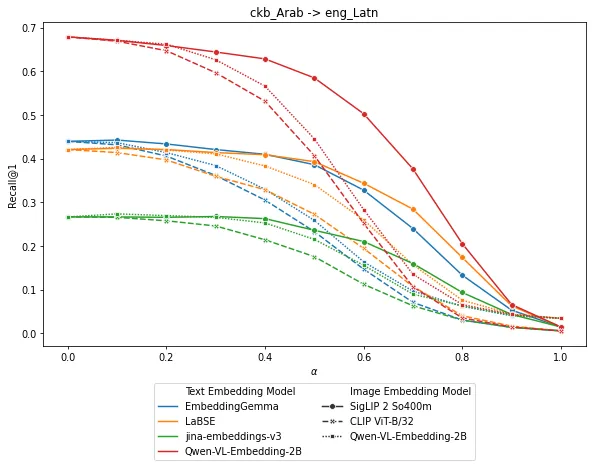 ckb_Arab -> eng_Latn
0.7
0.6
0.5
0.4
0.3
0.2
0.1
0.0
Recall@1
0.0 0.2 0.4 0.6 0.8 1.0
α
Text Embedding Model Image Embedding Model
EmbeddingGemma SigLIP 2 So400m
LaBSE CLIP ViT-B/32
jina-embeddings-v3 Qwen-VL-Embedding-2B
Qwen-VL-Embedding-2B